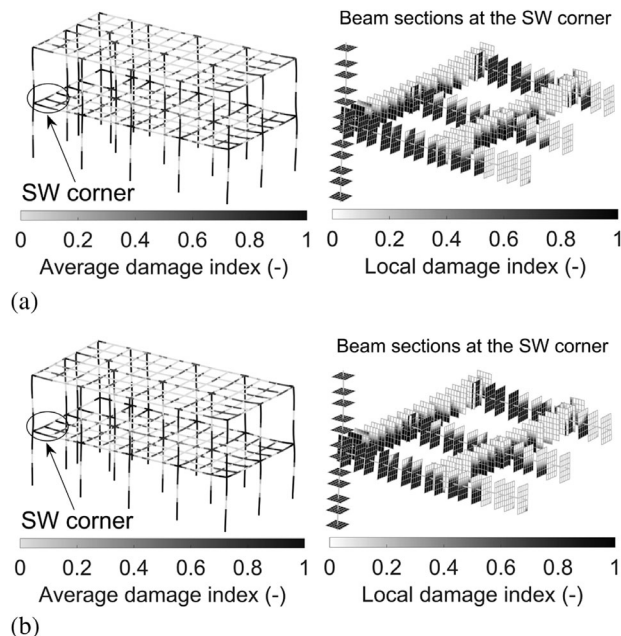 Beam sections at the SW corner
SW corner
0 0.2 0.4 0.6 0.8 1
Average damage index (-)
0 0.2 0.4 0.6 0.8 1
Local damage index (-)
(a)
Beam sections at the SW corner
SW corner
0 0.2 0.4 0.6 0.8 1
Average damage index (-)
0 0.2 0.4 0.6 0.8 1
Local damage index (-)
(b)